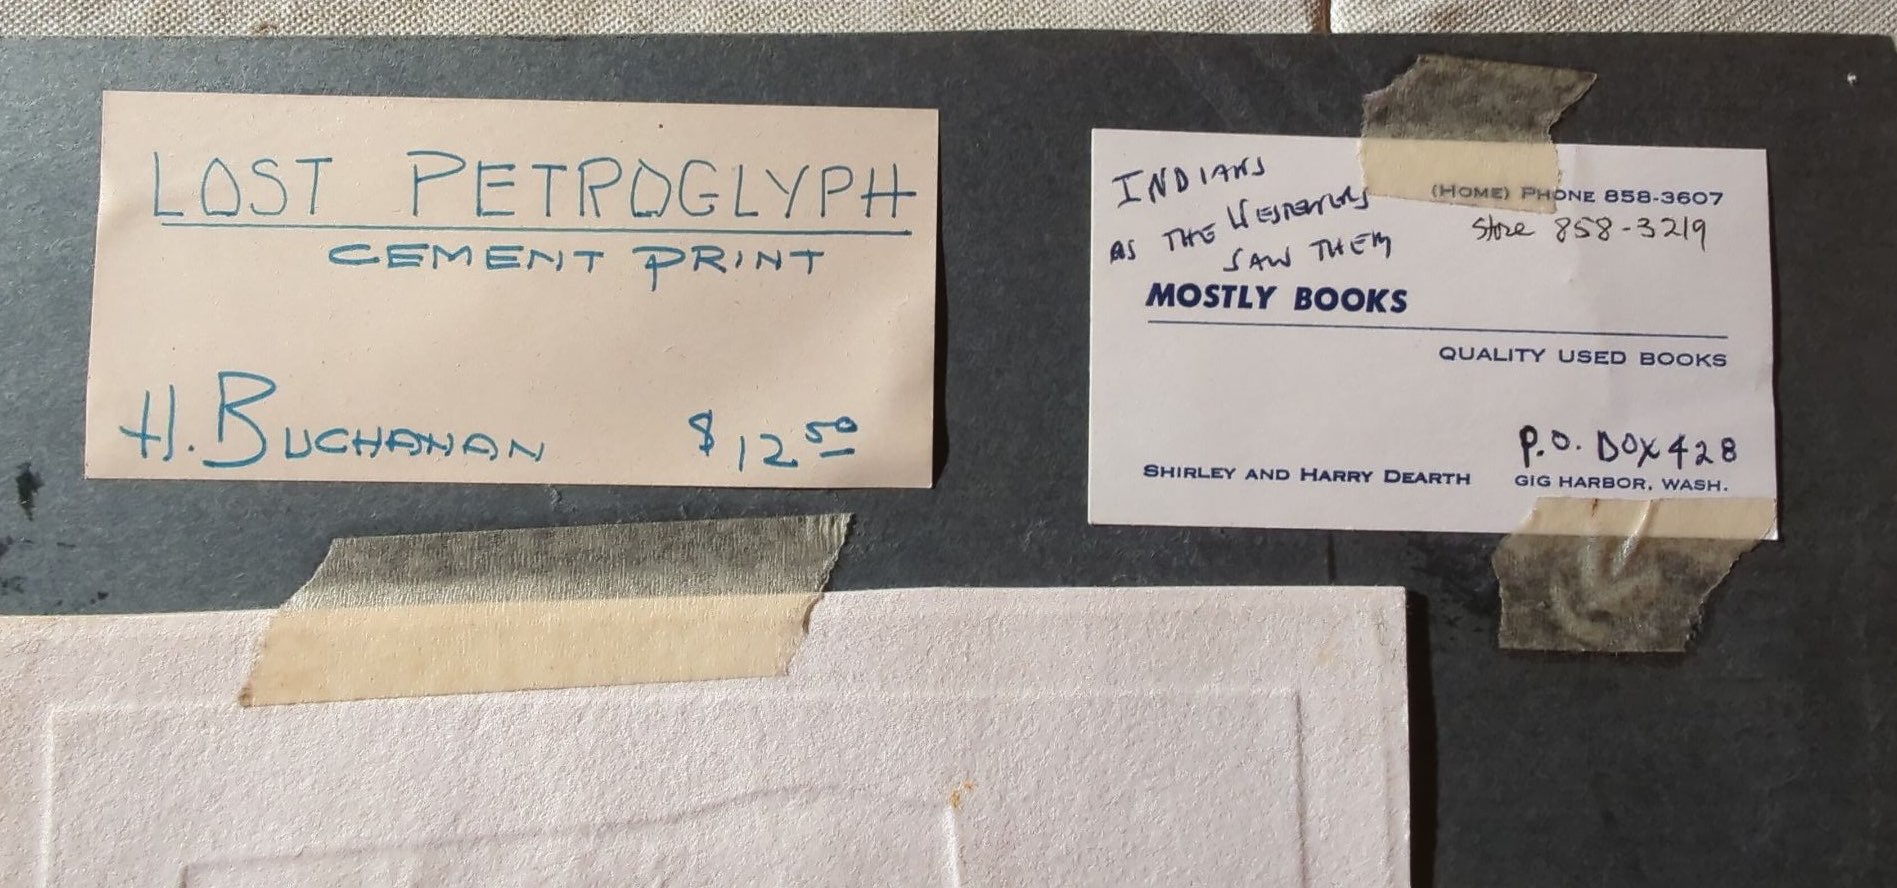 LOST PETROGLYPH
CEMENT PRINT
H. BUCHANAN $12.50
INDIANS
AS THE WESTERNERS
SAW THEM
(HOME) PHONE 858-3607
Store 858-3219
MOSTLY BOOKS
QUALITY USED BOOKS
P.O. BOX 428
SHIRLEY AND HARRY DEARTH
GIG HARBOR, WASH.